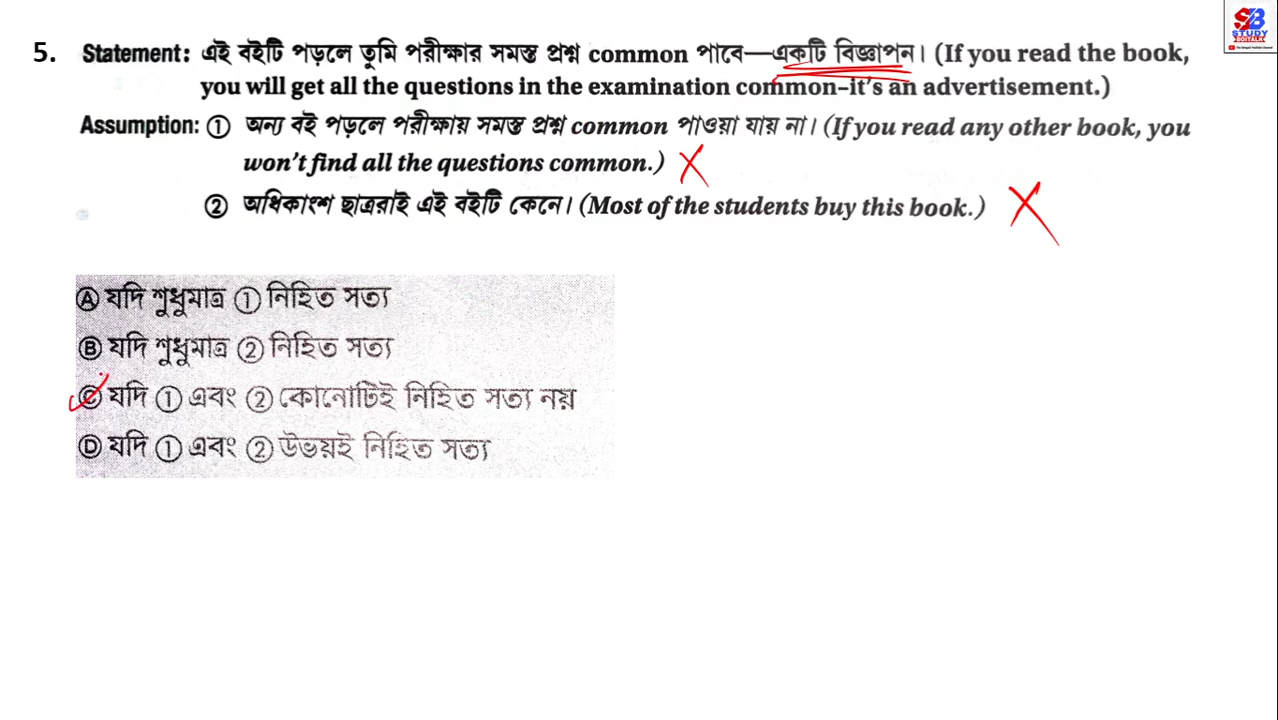 SB
STUDY
5. Statement: এই বইটি পড়লে তুমি পরীক্ষার সমস্ত প্রশ্ন common পাবে—একটি বিজ্ঞাপন। (If you read the book,
you will get all the questions in the examination common–it's an advertisement.)
Assumption: ① অন্য বই পড়লে পরীক্ষায় সমস্ত প্রশ্ন common পাওয়া যায় না। (If you read any other book, you
won't find all the questions common.)
② অধিকাংশ ছাত্ররাই এই বইটি কেনে। (Most of the students buy this book.)
Ⓐ যদি শুধুমাত্র ① নিহিত সত্য
Ⓑ যদি শুধুমাত্র ② নিহিত সত্য
Ⓒ যদি ① এবং ② কোনোটিই নিহিত সত্য নয়
Ⓓ যদি ① এবং ② উভয়ই নিহিত সত্য